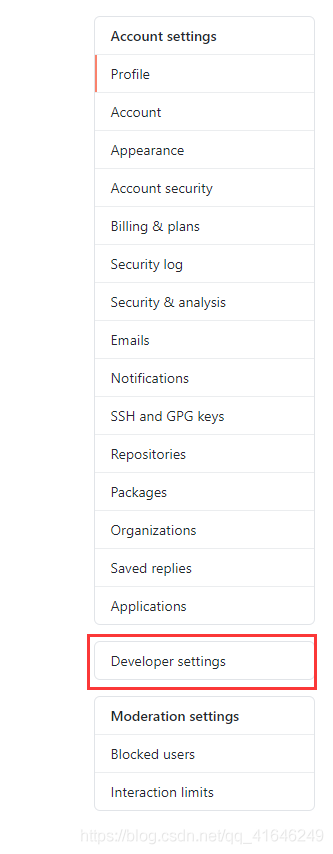 Account settings
Profile
Account
Appearance
Account security
Billing & plans
Security log
Security & analysis
Emails
Notifications
SSH and GPG keys
Repositories
Packages
Organizations
Saved replies
Applications
Developer settings
Moderation settings
Blocked users
Interaction limits
https://blog.csdn.net/qq_41646249